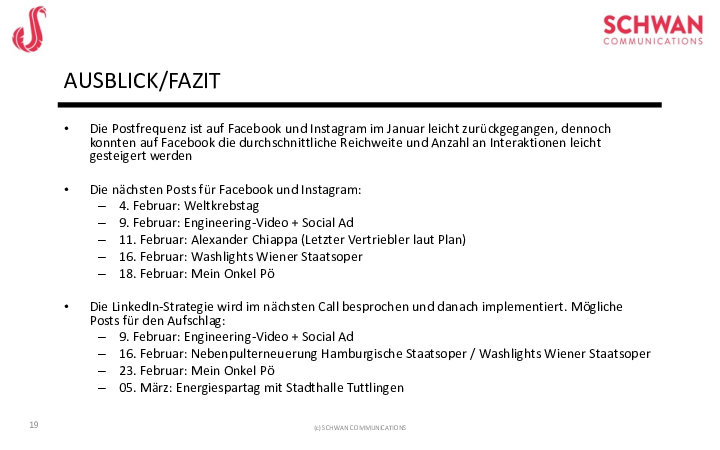 SCHWAN
COMMUNICATIONS
AUSBLICK/FAZIT
• Die Postfrequenz ist auf Facebook und Instagram im Januar leicht zurückgegangen, dennoch
konnten auf Facebook die durchschnittliche Reichweite und Anzahl an Interaktionen leicht
gesteigert werden
• Die nächsten Posts für Facebook und Instagram:
– 4. Februar: Weltkrebstag
– 9. Februar: Engineering-Video + Social Ad
– 11. Februar: Alexander Chiappa (Letzter Vertriebler laut Plan)
– 16. Februar: Washlights Wiener Staatsoper
– 18. Februar: Mein Onkel Pö
• Die LinkedIn-Strategie wird im nächsten Call besprochen und danach implementiert. Mögliche
Posts für den Aufschlag:
– 9. Februar: Engineering-Video + Social Ad
– 16. Februar: Nebenpulterneuerung Hamburgische Staatsoper / Washlights Wiener Staatsoper
– 23. Februar: Mein Onkel Pö
– 05. März: Energiespartag mit Stadthalle Tuttlingen
19
(c) SCHWAN COMMUNICATIONS